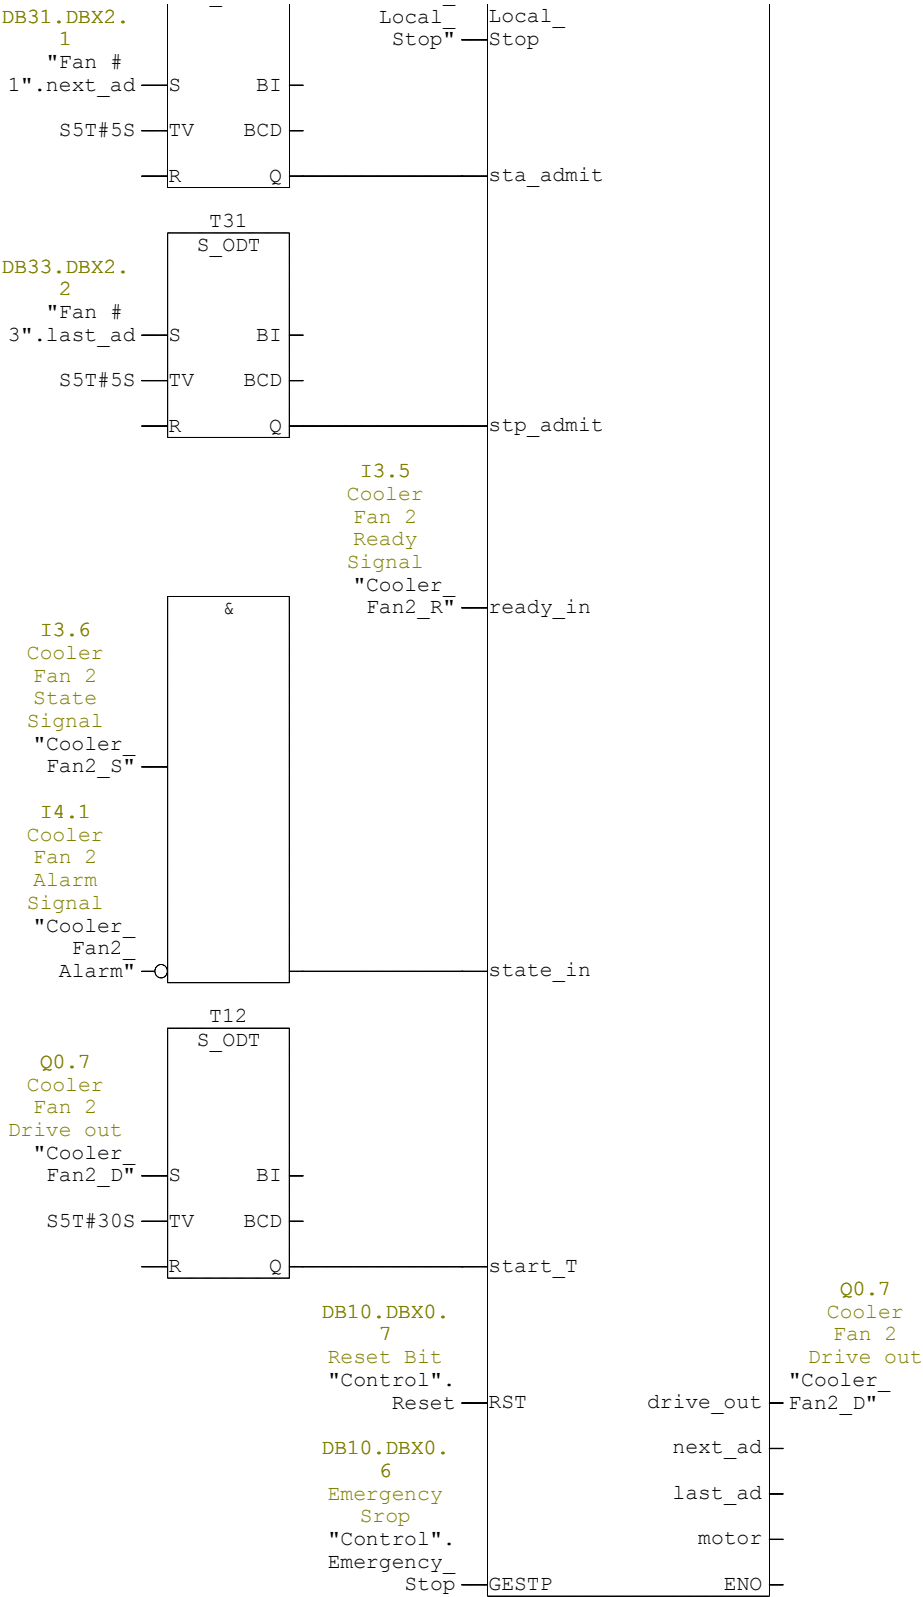 DB31.DBX2.
1
"Fan #
1".next_ad
S
BI
S5T#5S
TV
BCD
R
Q
Local_
Stop"
Local_
Stop
sta_admit
T31
S_ODT
DB33.DBX2.
2
"Fan #
3".last_ad
S
BI
S5T#5S
TV
BCD
R
Q
stp_admit
I3.5
Cooler
Fan 2
Ready
Signal
"Cooler_
Fan2_R"
ready_in
&
I3.6
Cooler
Fan 2
State
Signal
"Cooler_
Fan2_S"
I4.1
Cooler
Fan 2
Alarm
Signal
"Cooler_
Fan2_
Alarm"
state_in
T12
S_ODT
Q0.7
Cooler
Fan 2
Drive out
"Cooler_
Fan2_D"
S
BI
S5T#30S
TV
BCD
R
Q
start_T
DB10.DBX0.
7
Reset Bit
"Control".
Reset
RST
Q0.7
Cooler
Fan 2
Drive out
"Cooler_
Fan2_D"
drive_out
next_ad
last_ad
motor
DB10.DBX0.
6
Emergency
Srop
"Control".
Emergency_
Stop
GESTP
ENO